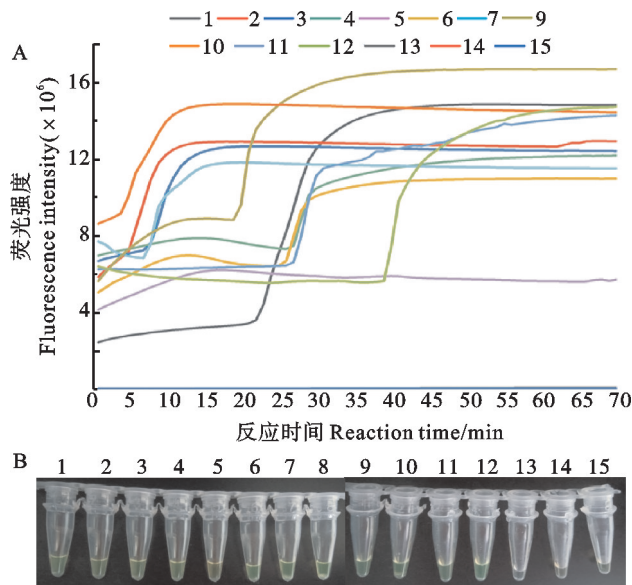 1 2 3 4 5 6 7 9
10 11 12 13 14 15
A
荧光强度
Fluorescence intensity(×10⁶)
16
12
8
4
0 5 10 15 20 25 30 35 40 45 50 55 60 65 70
反应时间 Reaction time/min
B
1 2 3 4 5 6 7 8 9 10 11 12 13 14 15